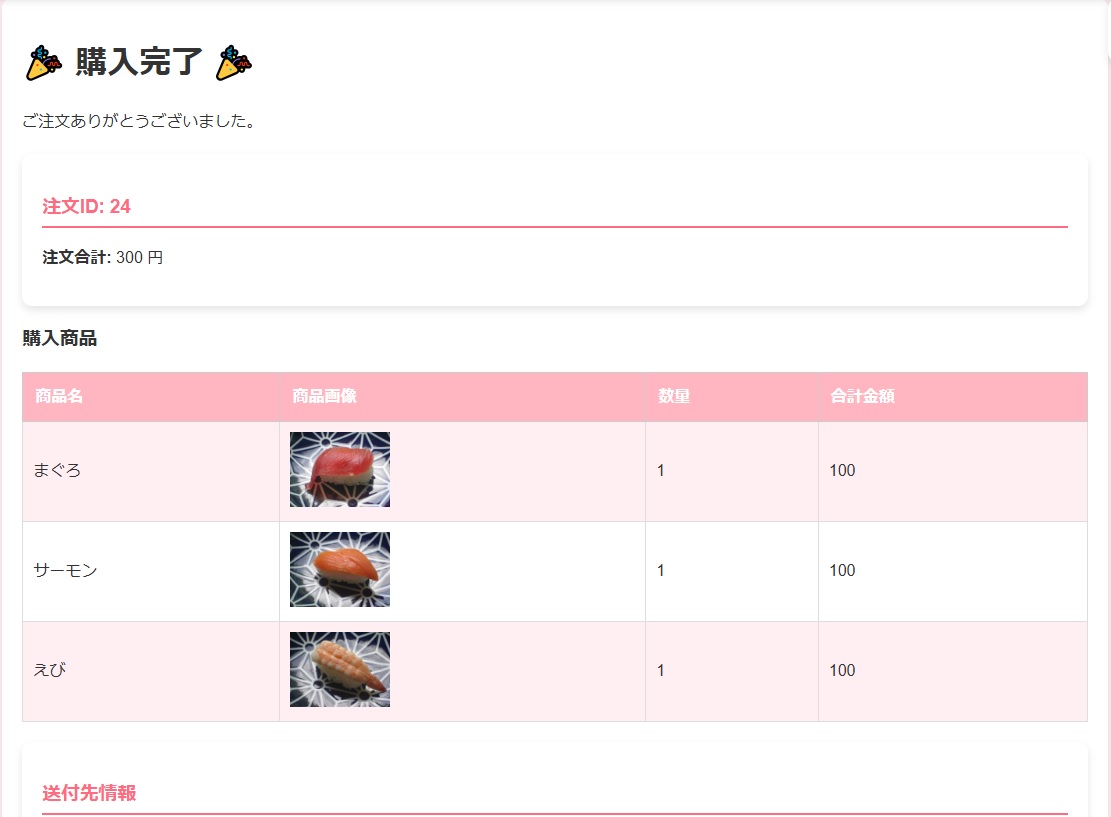 🎉 購入完了 🎉
ご注文ありがとうございました。
注文ID: 24
注文合計: 300 円
購入商品
商品名 商品画像 数量 合計金額
まぐろ 1 100
サーモン 1 100
えび 1 100
送付先情報